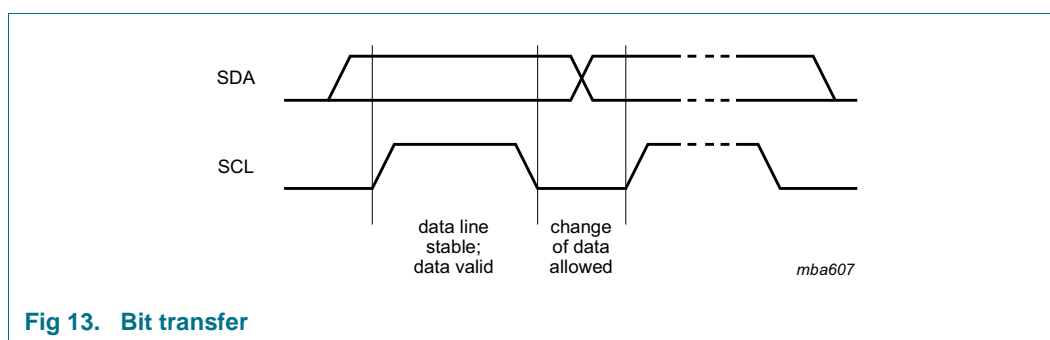 SDA
SCL
data line
stable;
data valid
change
of data
allowed
mba607
Fig 13. Bit transfer